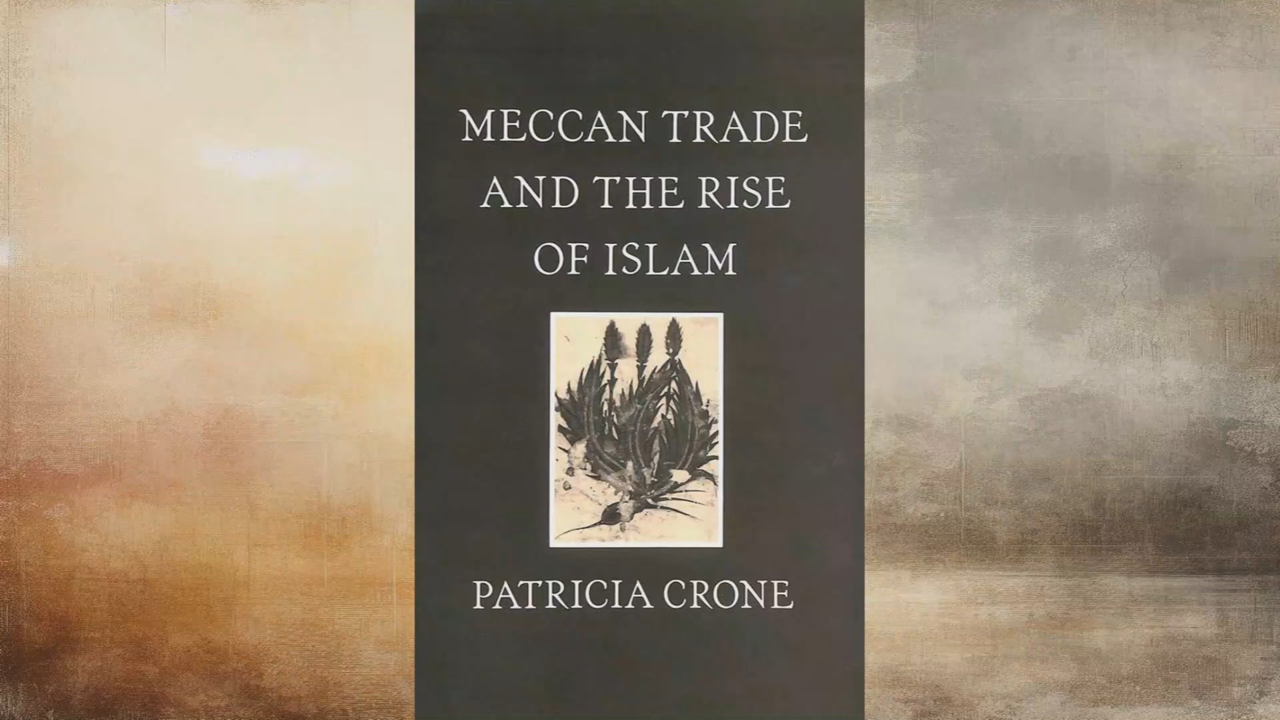 MECCAN TRADE
AND THE RISE
OF ISLAM
PATRICIA CRONE